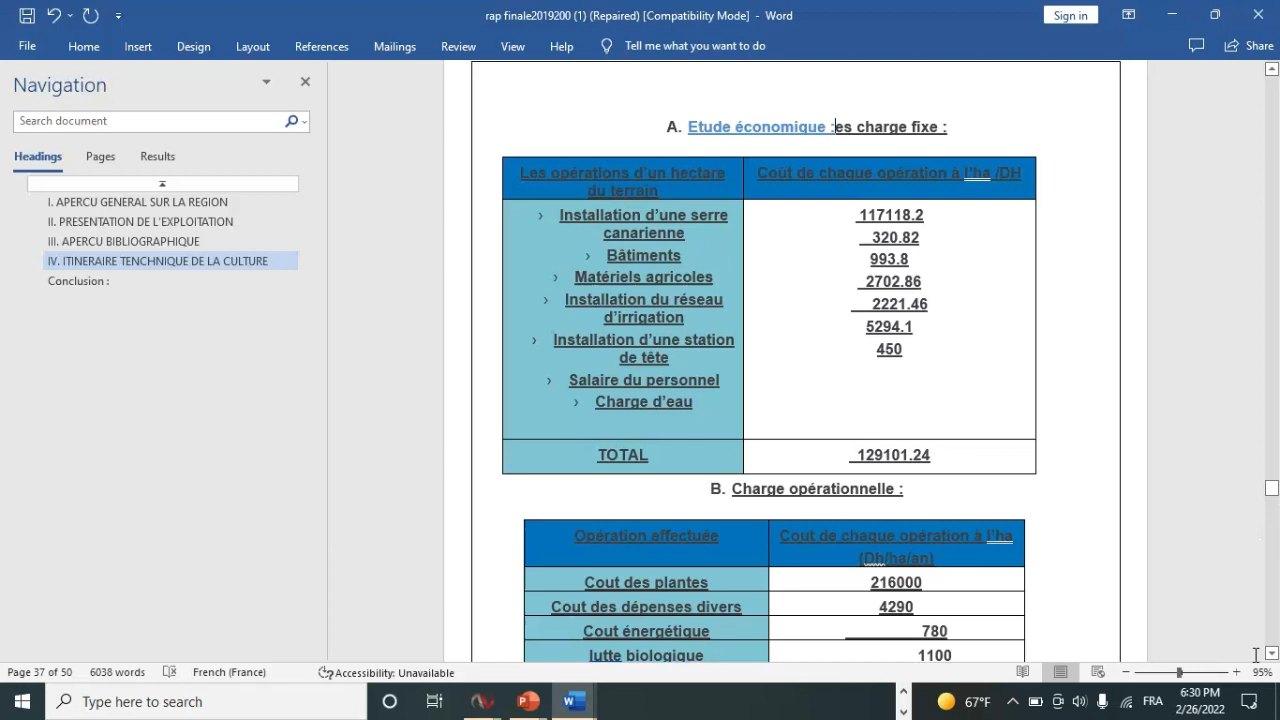 rap finale2019200 (1) (Repaired) [Compatibility Mode] - Word
Sign in
File Home Insert Design Layout References Mailings Review View Help Tell me what you want to do Share
Navigation
Search document
Headings Pages Results
I. APERCU GENERAL SUR LA REGION
II. PRESENTATION DE L'EXPLOITATION
III. APERCU BIBLIOGRAPHIQUE
IV. ITINERAIRE TENCHNIQUE DE LA CULTURE
Conclusion :
A. Etude économique :es charge fixe :
Les opérations d'un hectare
du terrain
Coût de chaque opération à l'ha /DH
› Installation d'une serre
canarienne
› Bâtiments
› Matériels agricoles
› Installation du réseau
d'irrigation
› Installation d'une station
de tête
› Salaire du personnel
› Charge d'eau
117118.2
320.82
993.8
2702.86
2221.46
5294.1
450
TOTAL 129101.24
B. Charge opérationnelle :
Opération affectuée
Cout de chaque opération à l'ha
(Dh/ha/an)
Cout des plantes 216000
Cout des dépenses divers 4290
Cout énergétique 780
lutte biologique 1100
Page 37 of 50 6038 words French (France) Accessibility: Unavailable 95%
Type here to search
67°F FRA
6:30 PM
2/26/2022